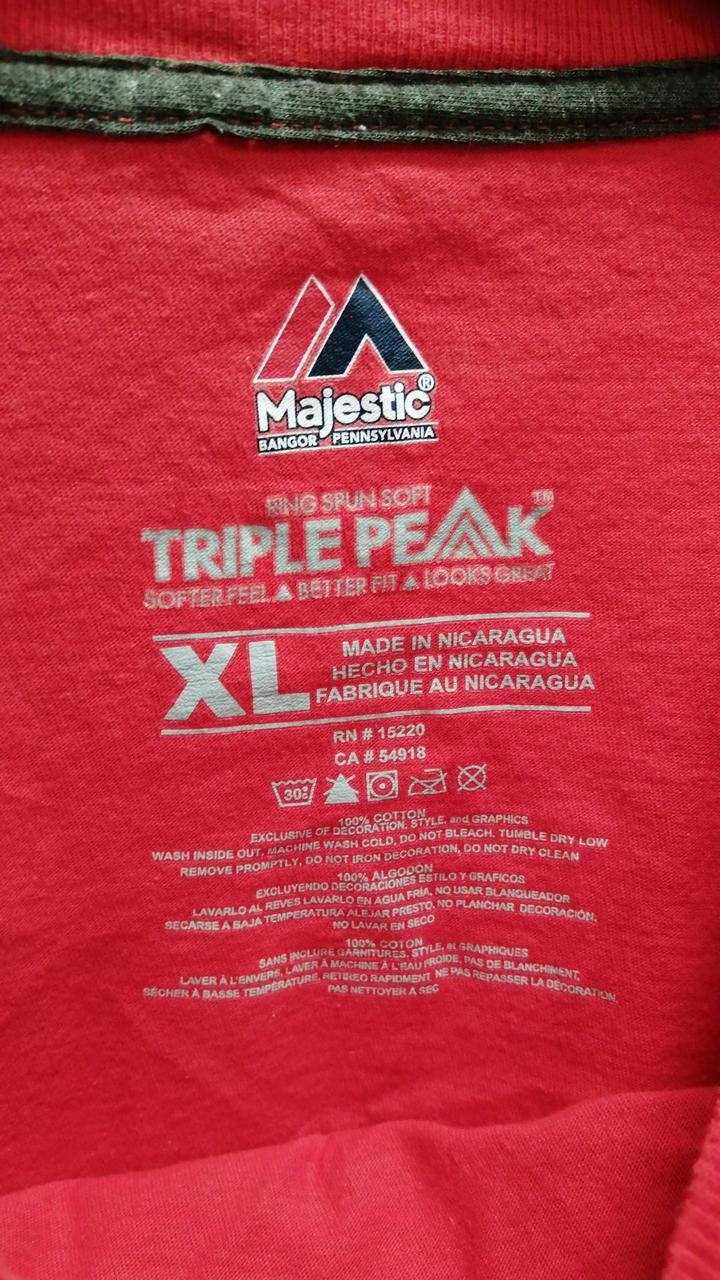 Majestic®
BANGOR PENNSYLVANIA
RING SPUN SOFT
TRIPLE PEAK™
SOFTER FEEL ▲ BETTER FIT ▲ LOOKS GREAT
XL
MADE IN NICARAGUA
HECHO EN NICARAGUA
FABRIQUE AU NICARAGUA
RN # 15220
CA # 54918
30c
100% COTTON
EXCLUSIVE OF DECORATION, STYLE, and GRAPHICS
WASH INSIDE OUT, MACHINE WASH COLD, DO NOT BLEACH. TUMBLE DRY LOW
REMOVE PROMPTLY, DO NOT IRON DECORATION, DO NOT DRY CLEAN
100% ALGODON
EXCLUYENDO DECORACIONES ESTILO Y GRAFICOS
LAVARLO AL REVES LAVARLO EN AGUA FRÍA, NO USAR BLANQUEADOR
SECARSE A BAJA TEMPERATURA ALEJAR PRESTO, NO PLANCHAR DECORACIÓN,
NO LAVAR EN SECO
100% COTON
SANS INCLURE GARNITURES, STYLE, et GRAPHIQUES
LAVER À L'ENVERS, LAVER À MACHINE À L'EAU FROIDE, PAS DE BLANCHIMENT,
SÉCHER À BASSE TEMPÉRATURE, RETIREO RAPIDMENT NE PAS REPASSER LA DÉCORATION,
PAS NETTOYER À SEC